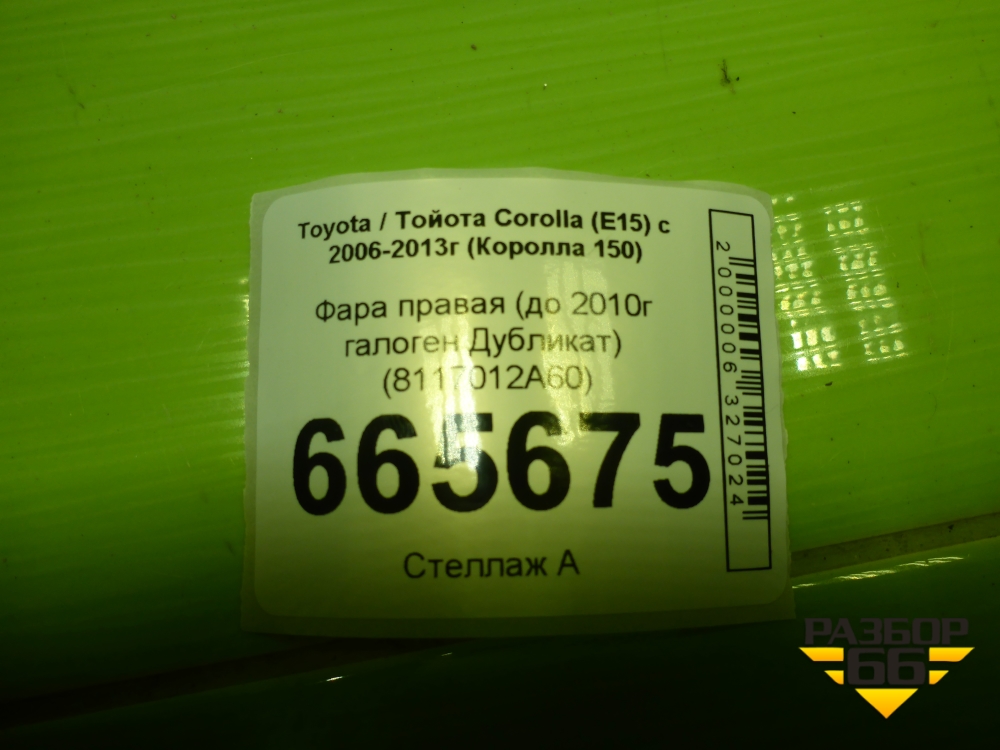 Toyota / Тойота Corolla (E15) с
2006-2013г (Королла 150)
Фара правая (до 2010г
галоген Дубликат)
(8117012A60)
665675
Стеллаж А
2000006327024
РАЗБОР
66